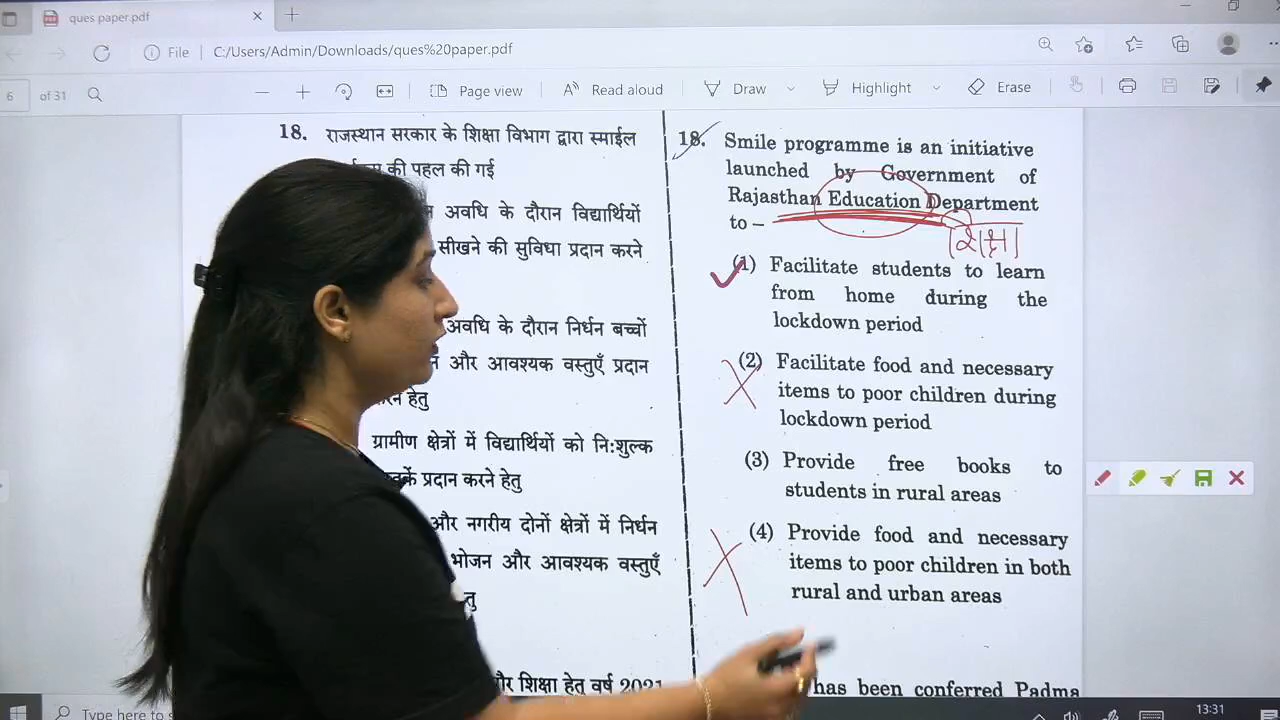 ques paper.pdf
File C:/Users/Admin/Downloads/ques%20paper.pdf
6 of 31 Page view Read aloud Draw Highlight Erase
18. राजस्थान सरकार के शिक्षा विभाग द्वारा स्माईल
की पहल की गई
अवधि के दौरान विद्यार्थियों
सीखने की सुविधा प्रदान करने
अवधि के दौरान निर्धन बच्चों
और आवश्यक वस्तुएँ प्रदान
हेतु
ग्रामीण क्षेत्रों में विद्यार्थियों को नि:शुल्क
प्रदान करने हेतु
और नगरीय दोनों क्षेत्रों में निर्धन
भोजन और आवश्यक वस्तुएँ
और शिक्षा हेतु वर्ष 2021
18. Smile programme is an initiative
launched by Government of
Rajasthan Education Department
to –
(1) Facilitate students to learn
from home during the
lockdown period
(2) Facilitate food and necessary
items to poor children during
lockdown period
(3) Provide free books to
students in rural areas
(4) Provide food and necessary
items to poor children in both
rural and urban areas
has been conferred Padma
Type here to
13:31